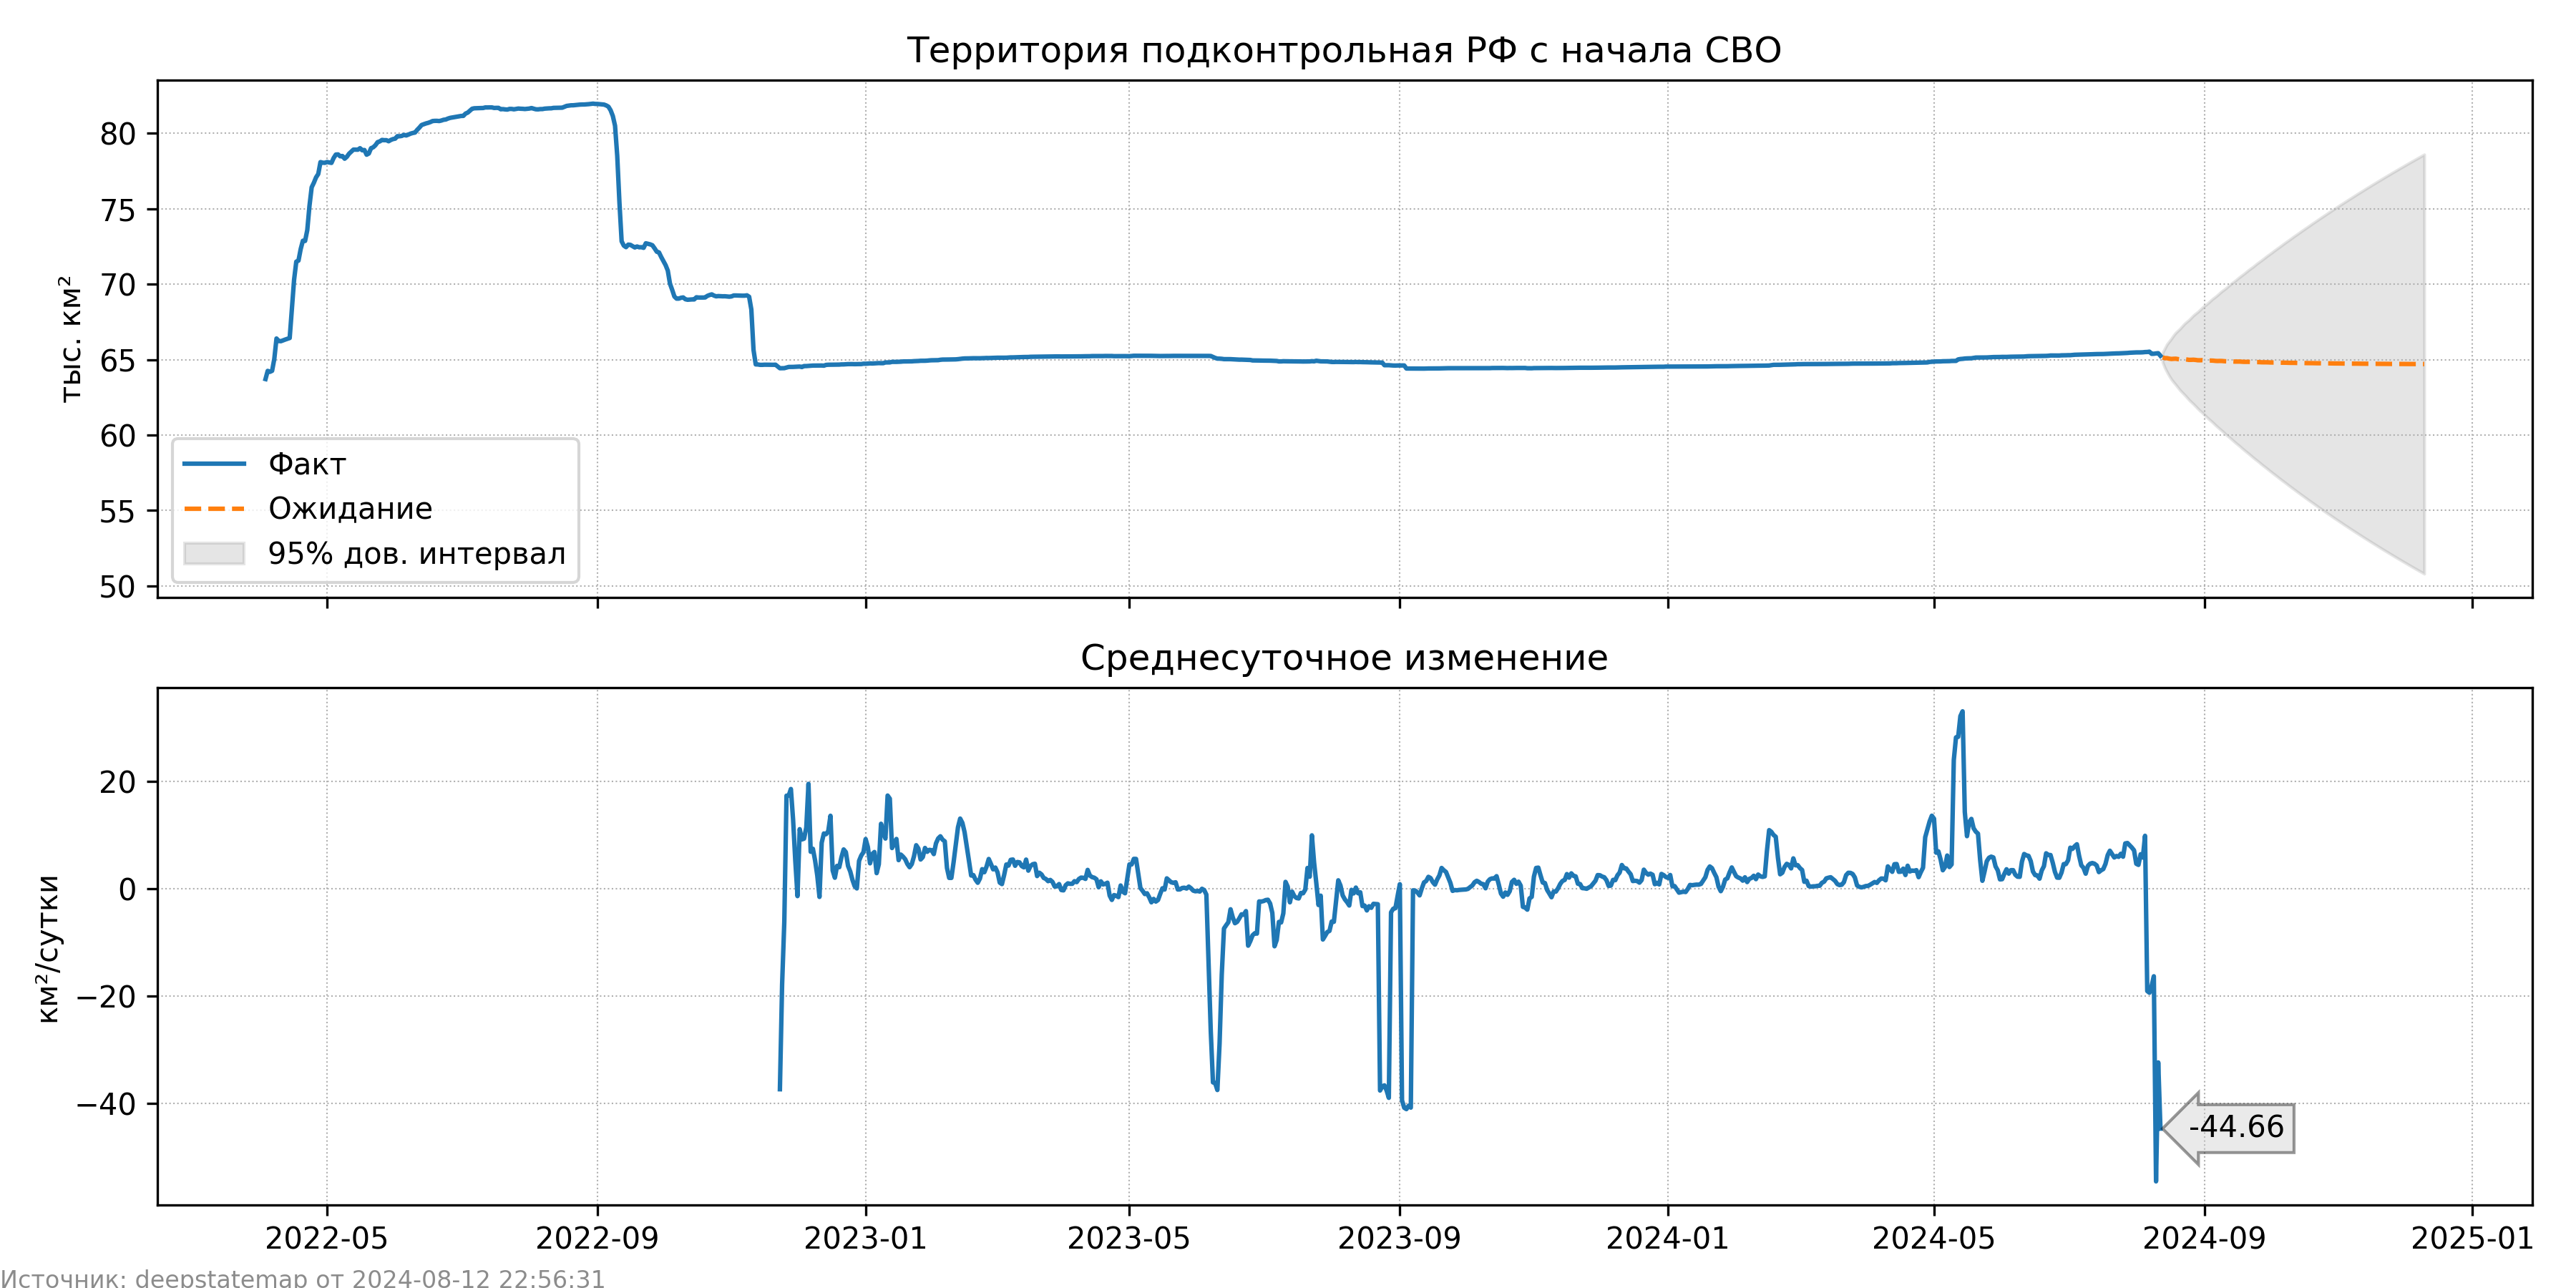 Территория подконтрольная РФ с начала СВО
80
75
70
65
60
55
50
тыс. км²
Факт
Ожидание
95% дов. интервал
Среднесуточное изменение
20
0
−20
−40
км²/сутки
-44.66
2022-05
2022-09
2023-01
2023-05
2023-09
2024-01
2024-05
2024-09
2025-01
Источник: deepstatemap от 2024-08-12 22:56:31